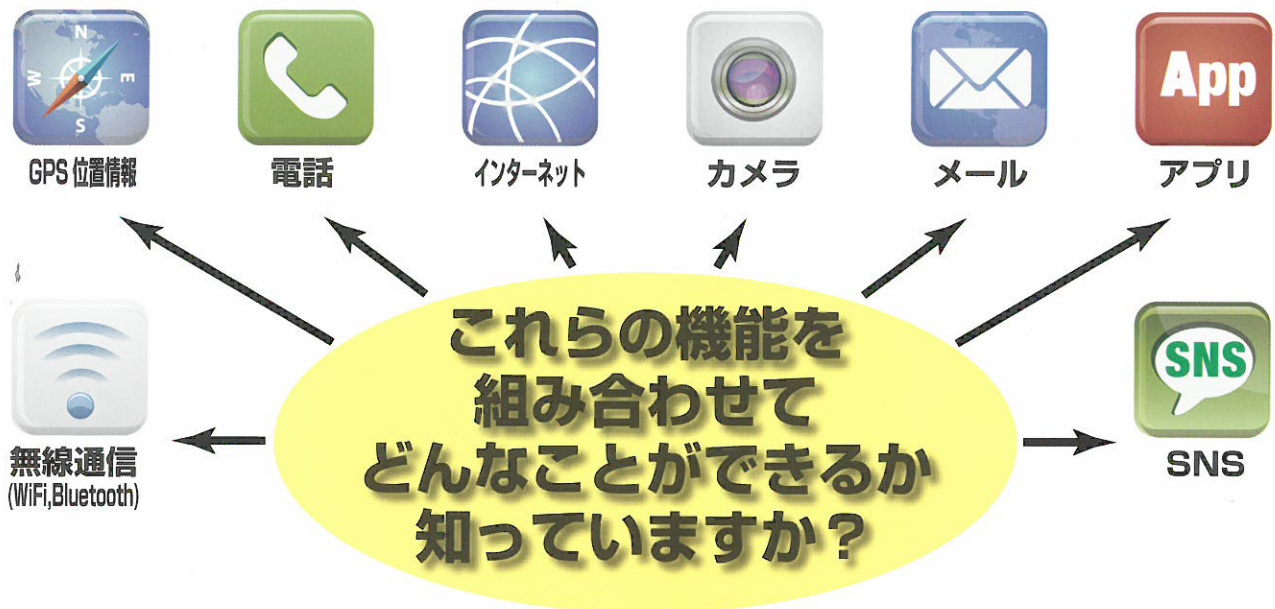 N
W
E
S
App
GPS 位置情報
電話
インターネット
カメラ
メール
アプリ
これらの機能を
組み合わせて
どんなことができるか
知っていますか？
無線通信
(WiFi,Bluetooth)
SNS
SNS